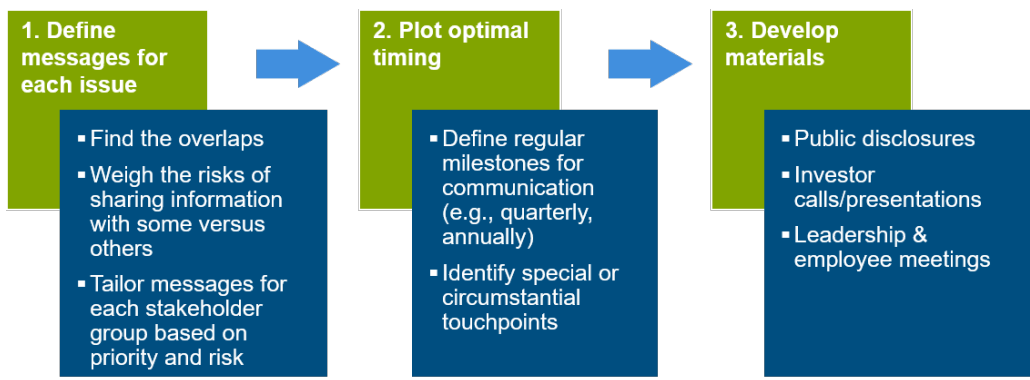 1. Define
messages for
each issue
▪ Find the overlaps
▪ Weigh the risks of
sharing information
with some versus
others
▪ Tailor messages for
each stakeholder
group based on
priority and risk
2. Plot optimal
timing
▪ Define regular
milestones for
communication
(e.g., quarterly,
annually)
▪ Identify special or
circumstantial
touchpoints
3. Develop
materials
▪ Public disclosures
▪ Investor
calls/presentations
▪ Leadership &
employee meetings